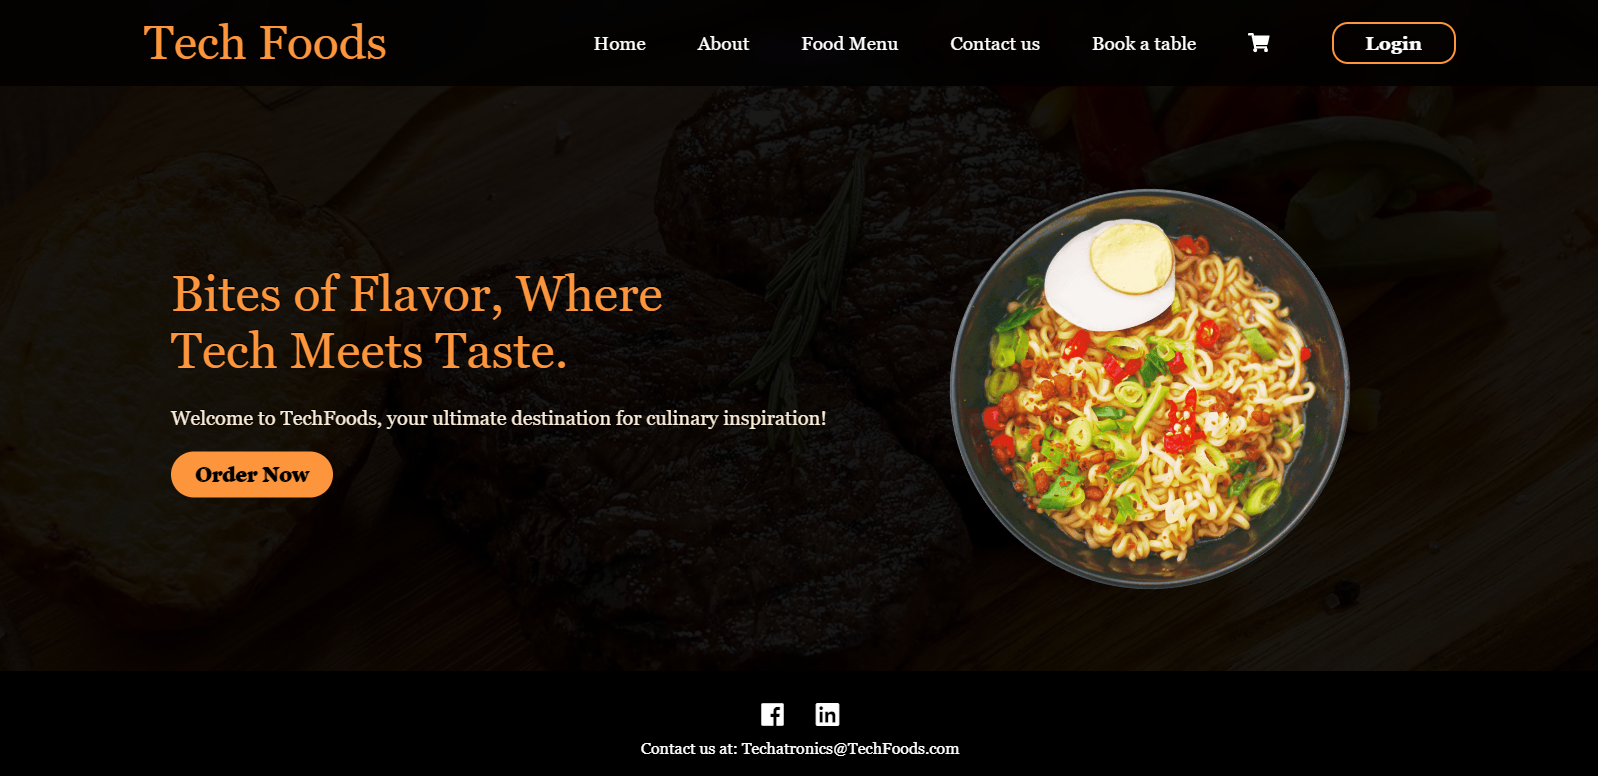 Tech Foods
Home
About
Food Menu
Contact us
Book a table
Login
Bites of Flavor, Where
Tech Meets Taste.
Welcome to TechFoods, your ultimate destination for culinary inspiration!
Order Now
Contact us at: Techatronics@TechFoods.com